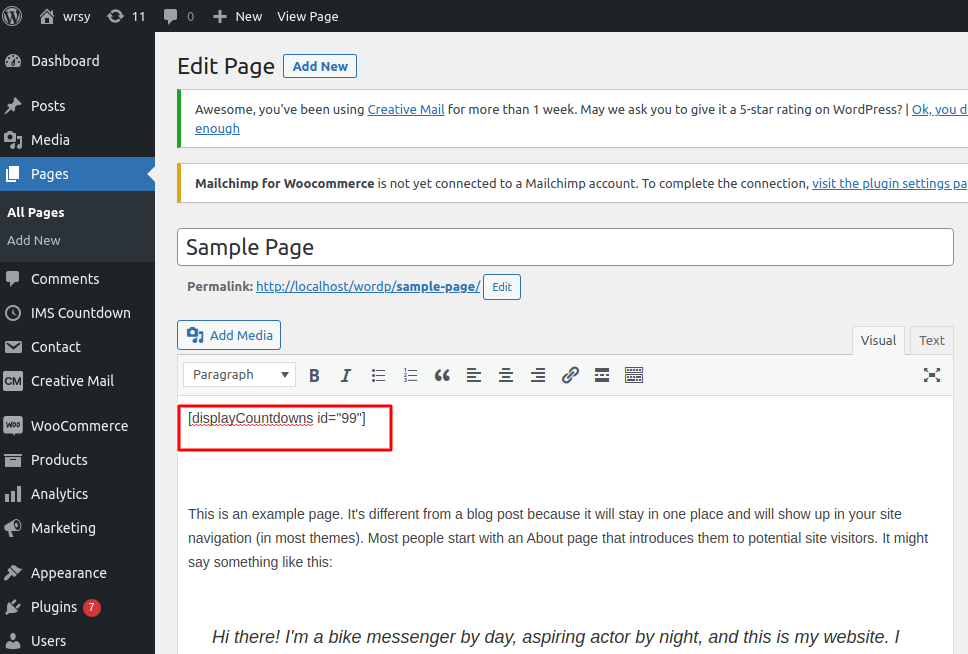 wrsy 11 0 New View Page
Dashboard
Posts
Media
Pages
All Pages
Add New
Comments
IMS Countdown
Contact
CM Creative Mail
woo WooCommerce
Products
Analytics
Marketing
Appearance
Plugins 7
Users
Edit Page Add New
Awesome, you've been using Creative Mail for more than 1 week. May we ask you to give it a 5-star rating on WordPress? | Ok, you d
enough
Mailchimp for Woocommerce is not yet connected to a Mailchimp account. To complete the connection, visit the plugin settings pa
Sample Page
Permalink: http://localhost/wordp/sample-page/ Edit
Add Media
Visual Text
Paragraph B I
[displayCountdowns id="99"]
This is an example page. It's different from a blog post because it will stay in one place and will show up in your site
navigation (in most themes). Most people start with an About page that introduces them to potential site visitors. It might
say something like this:
Hi there! I'm a bike messenger by day, aspiring actor by night, and this is my website. I